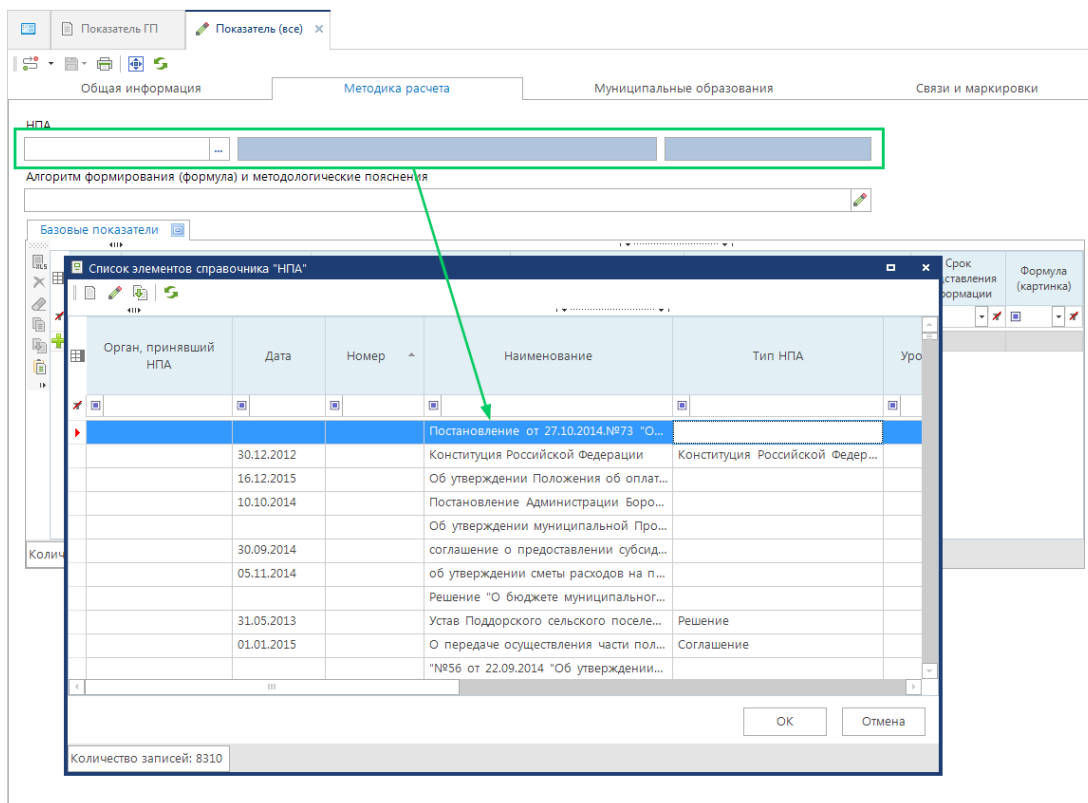 Показатель ГП
Показатель (все)
Общая информация
Методика расчета
Муниципальные образования
Связи и маркировки
НПА
...
Алгоритм формирования (формула) и методологические пояснения
Базовые показатели
XLS
Срок
дставления
формации
Формула
(картинка)
Список элементов справочника "НПА"
Орган, принявший
НПА
Дата
Номер
Наименование
Тип НПА
Уро
Постановление от 27.10.2014.№73 "О...
30.12.2012 Конституция Российской Федерации Конституция Российской Федер...
16.12.2015 Об утверждении Положения об оплат...
10.10.2014 Постановление Администрации Боро...
Об утверждении муниципальной Про...
30.09.2014 соглашение о предоставлении субсид...
05.11.2014 об утверждении сметы расходов на п...
Решение "О бюджете муниципальног...
31.05.2013 Устав Поддорского сельского поселе... Решение
01.01.2015 О передаче осуществления части пол... Соглашение
"№56 от 22.09.2014 "Об утверждении...
Колич
ОК
Отмена
Количество записей: 8310